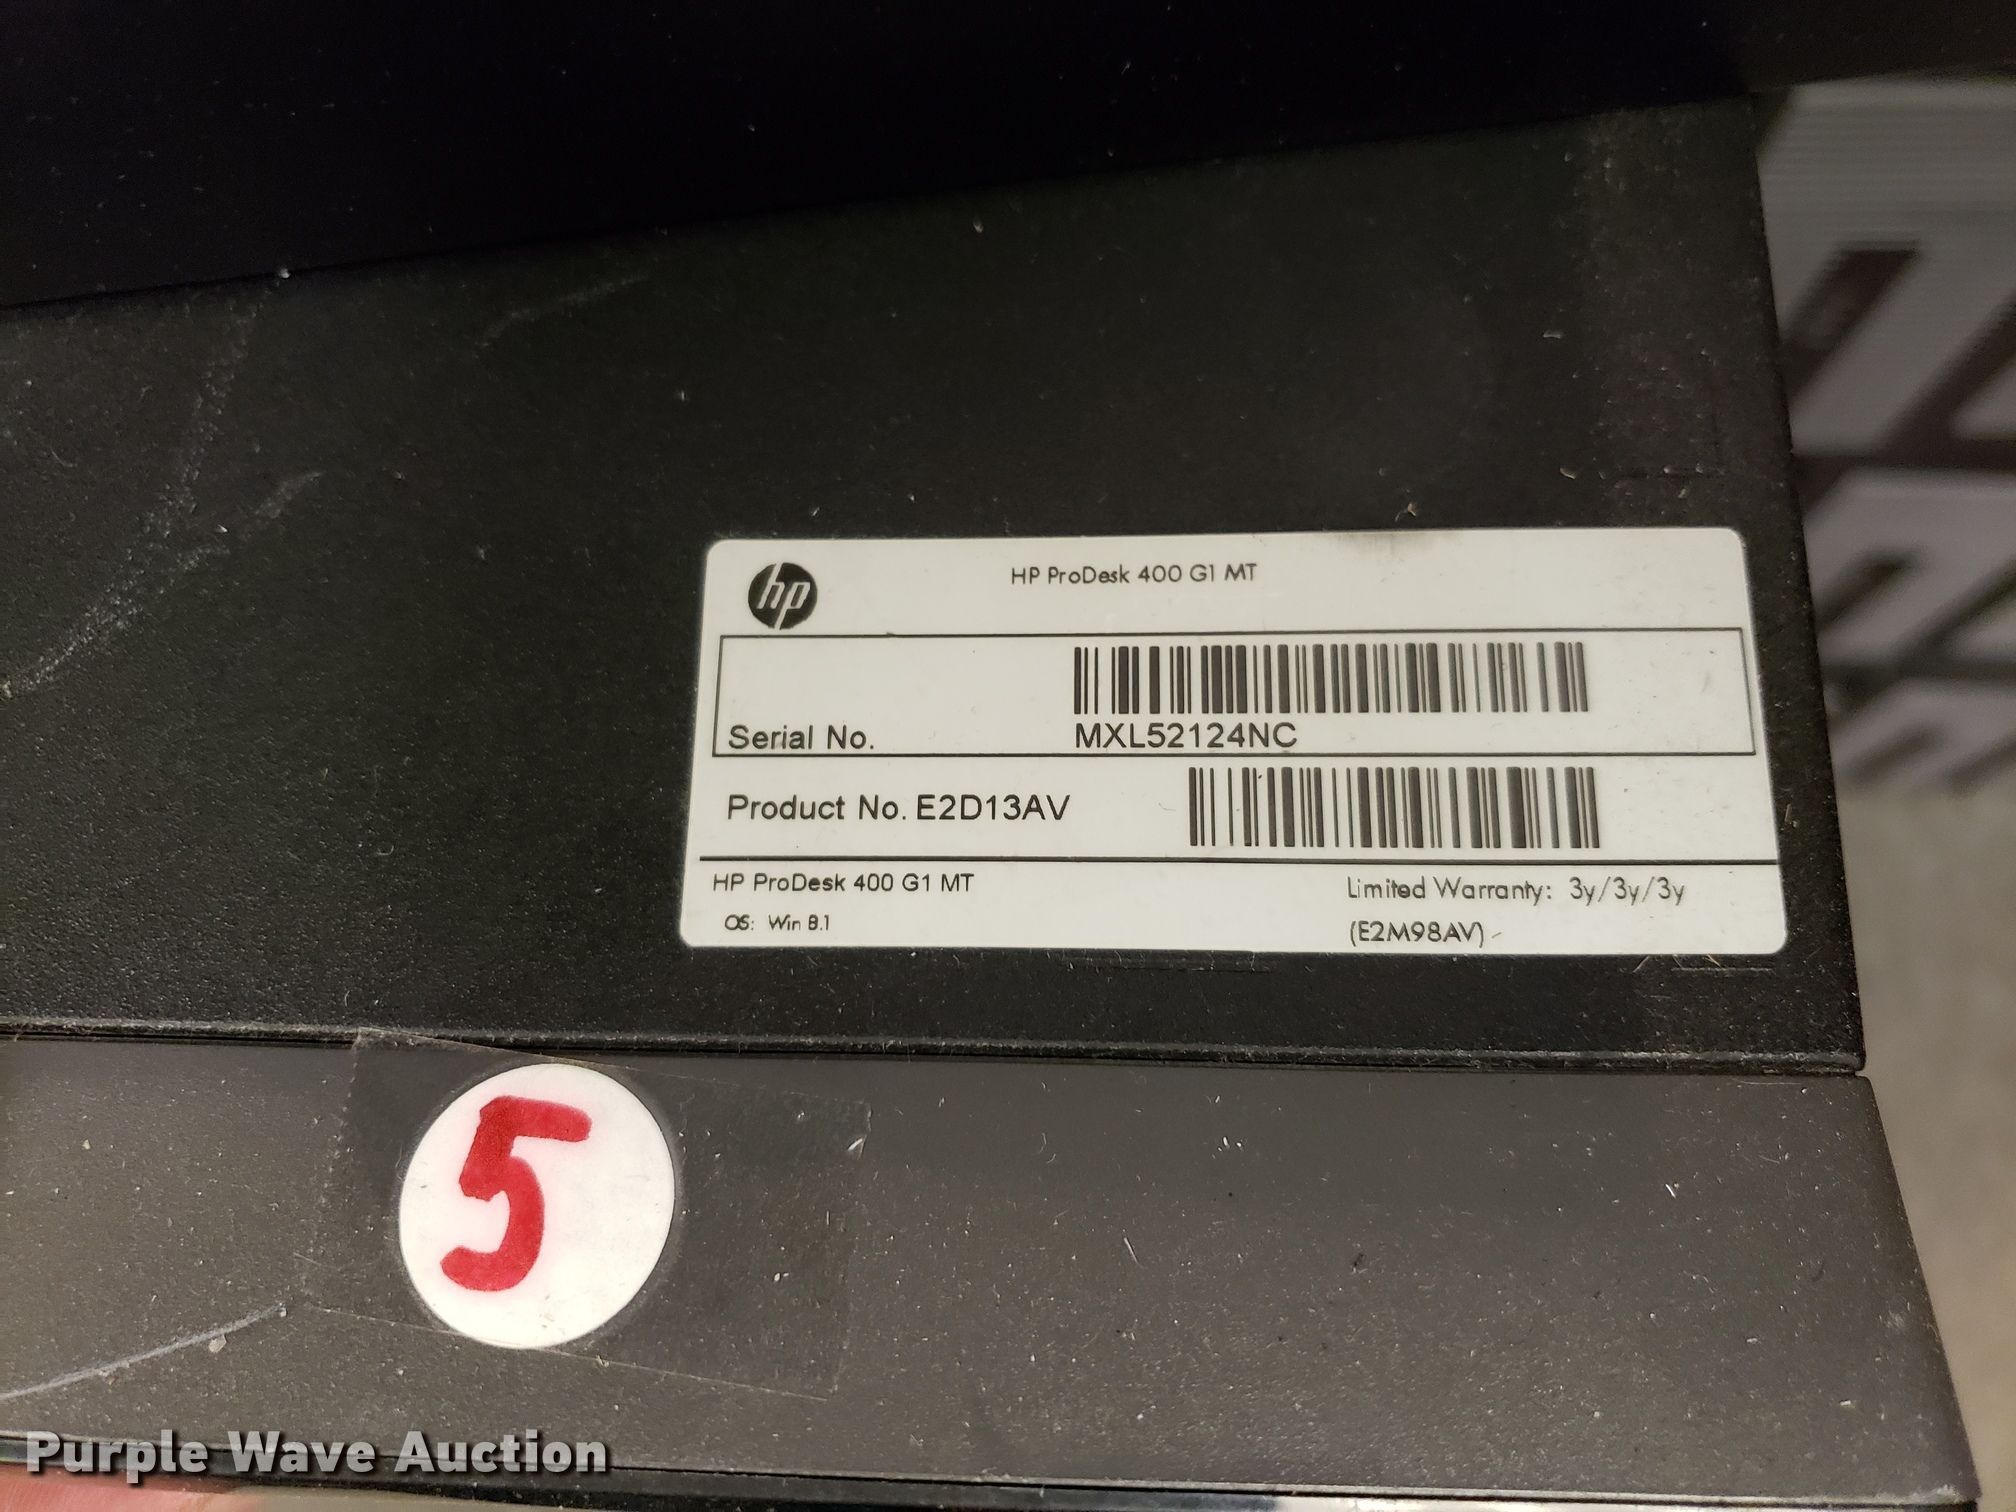 hp
HP ProDesk 400 G1 MT
Serial No. MXL52124NC
Product No. E2D13AV
HP ProDesk 400 G1 MT
Limited Warranty: 3y/3y/3y
OS: Win 8.1
(E2M98AV)
5
Purple Wave Auction